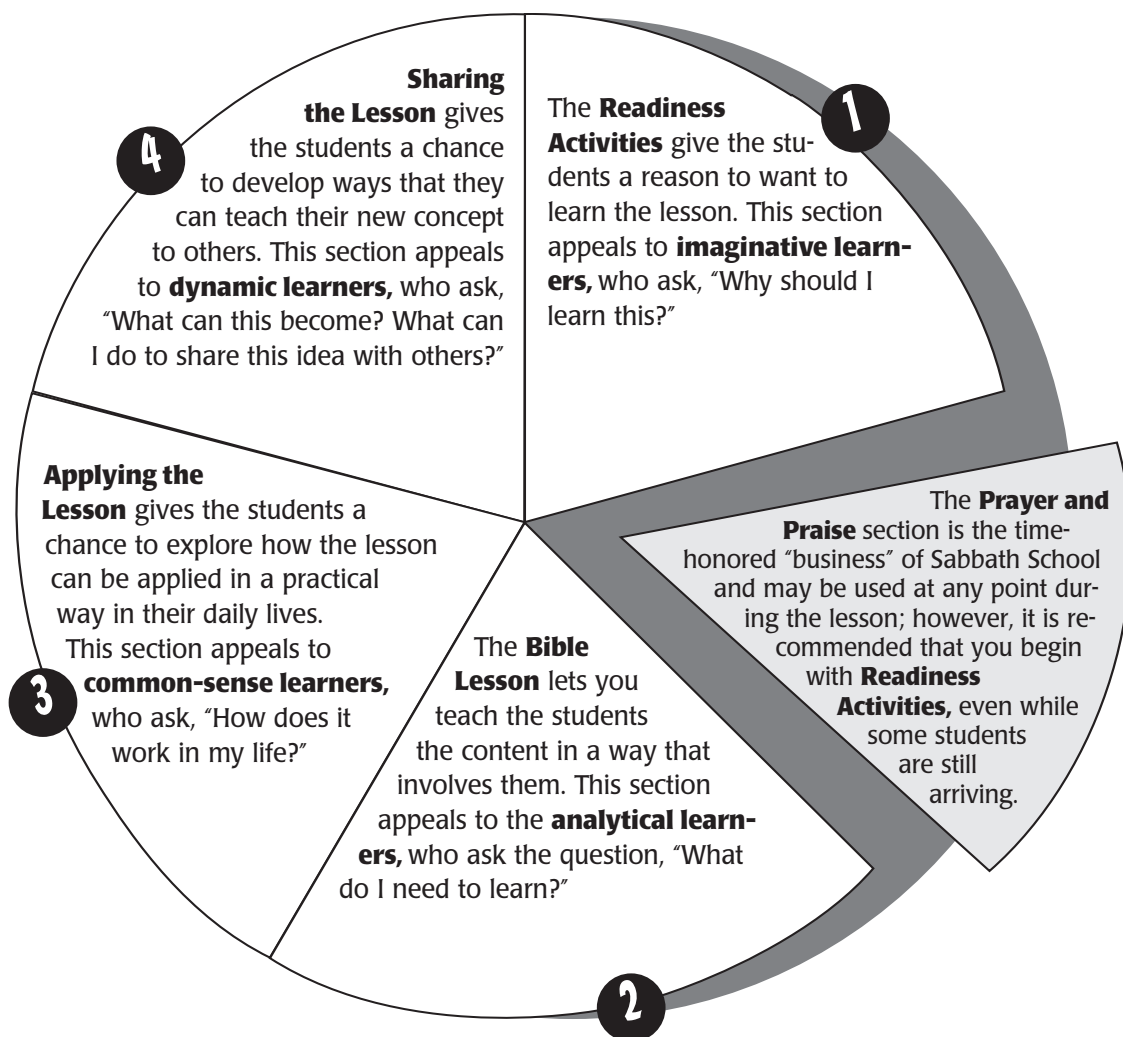 1
The Readiness
Activities give the stu-
dents a reason to want to
learn the lesson. This section
appeals to imaginative learn-
ers, who ask, “Why should I
learn this?”
The Prayer and
Praise section is the time-
honored “business” of Sabbath School
and may be used at any point dur-
ing the lesson; however, it is re-
commended that you begin
with Readiness
Activities, even while
some students
are still
arriving.
2
The Bible
Lesson lets you
teach the students
the content in a way that
involves them. This section
appeals to the analytical learn-
ers, who ask the question, “What
do I need to learn?”
3
Applying the
Lesson gives the students a
chance to explore how the lesson
can be applied in a practical
way in their daily lives.
This section appeals to
common-sense learners,
who ask, “How does it
work in my life?”
4
Sharing
the Lesson gives
the students a chance
to develop ways that they
can teach their new concept
to others. This section appeals
to dynamic learners, who ask,
“What can this become? What can
I do to share this idea with others?”